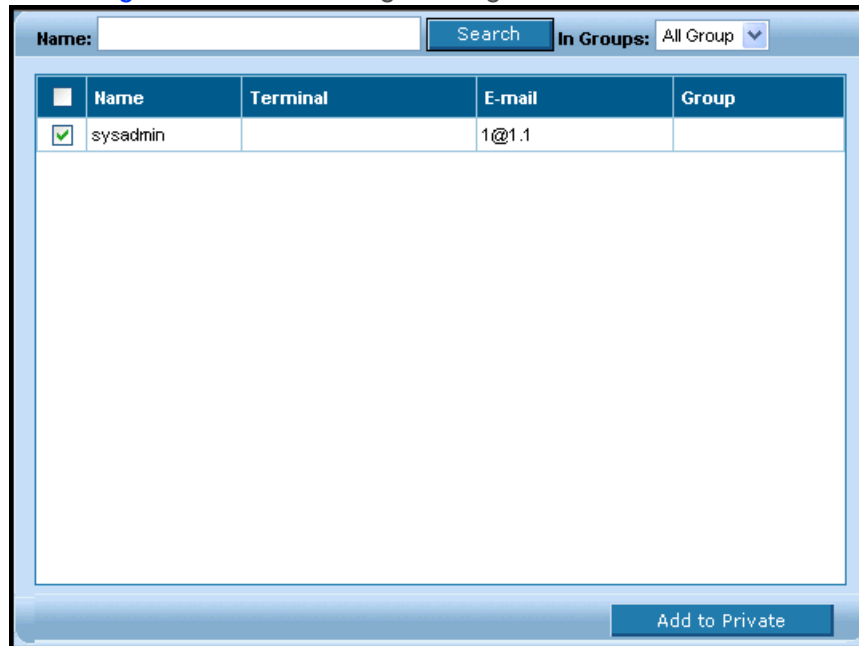 Name: Search In Groups: All Group
Name Terminal E-mail Group
sysadmin 1@1.1
Add to Private